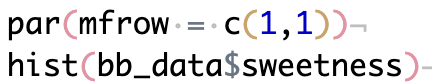 par(mfrow = c(1,1))
hist(bb_data$sweetness)